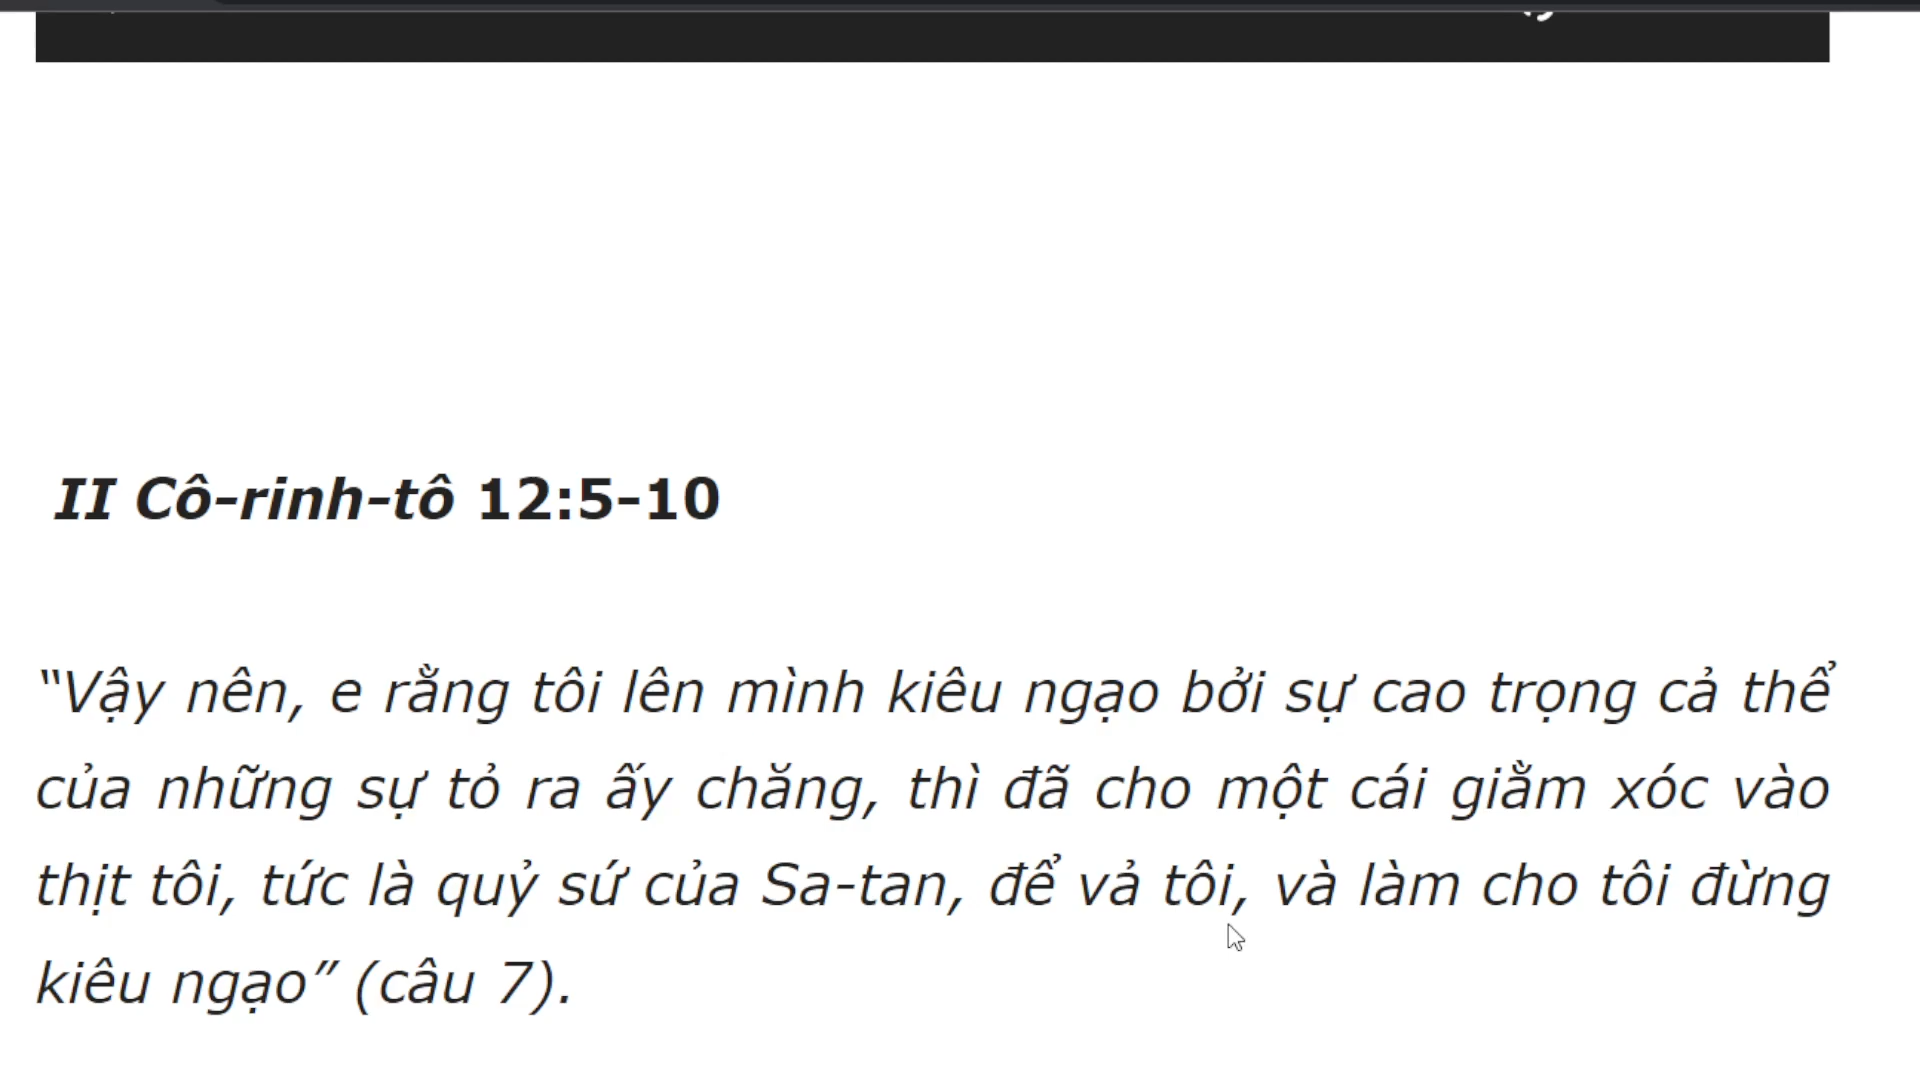 II Cô-rinh-tô 12:5-10
“Vậy nên, e rằng tôi lên mình kiêu ngạo bởi sự cao trọng cả thể
của những sự tỏ ra ấy chăng, thì đã cho một cái giằm xóc vào
thịt tôi, tức là quỷ sứ của Sa-tan, để vả tôi, và làm cho tôi đừng
kiêu ngạo” (câu 7).